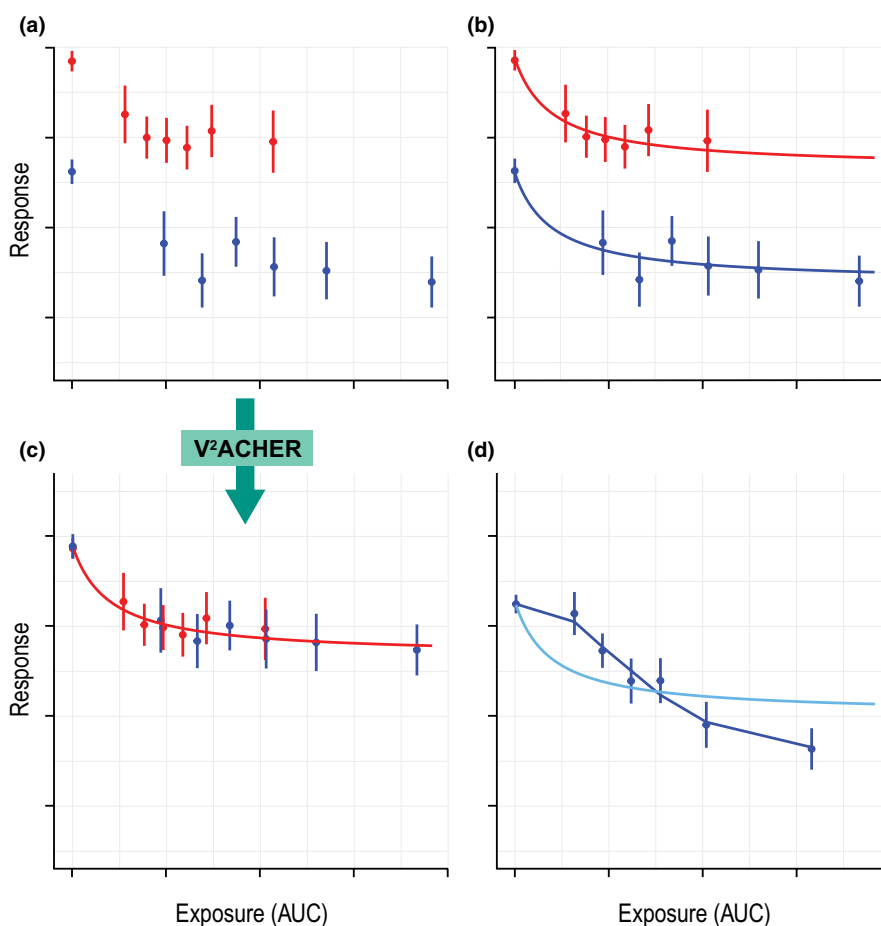 (a)
(b)
Response
V²ACHER
(c)
(d)
Response
Exposure (AUC)
Exposure (AUC)